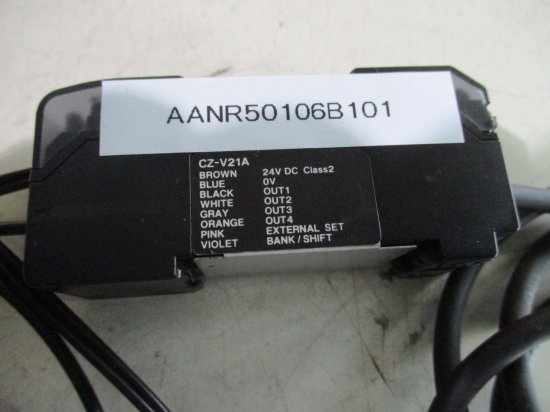 AANR50106B101
CZ-V21A
BROWN 24V DC Class2
BLUE 0V
BLACK OUT1
WHITE OUT2
GRAY OUT3
ORANGE OUT4
PINK EXTERNAL SET
VIOLET BANK/SHIFT